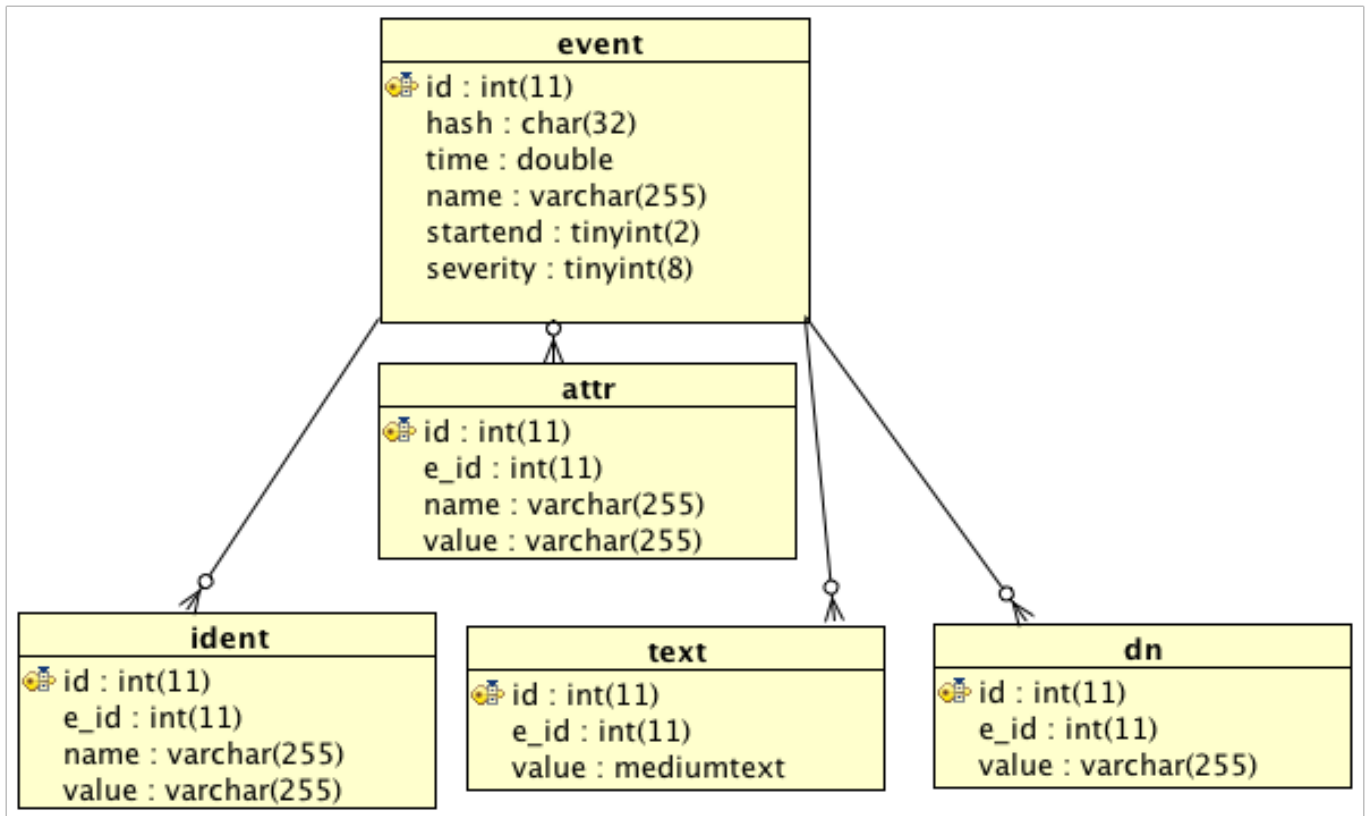 event
id : int(11)
hash : char(32)
time : double
name : varchar(255)
startend : tinyint(2)
severity : tinyint(8)
attr
id : int(11)
e_id : int(11)
name : varchar(255)
value : varchar(255)
ident
id : int(11)
e_id : int(11)
name : varchar(255)
value : varchar(255)
text
id : int(11)
e_id : int(11)
value : mediumtext
dn
id : int(11)
e_id : int(11)
value : varchar(255)